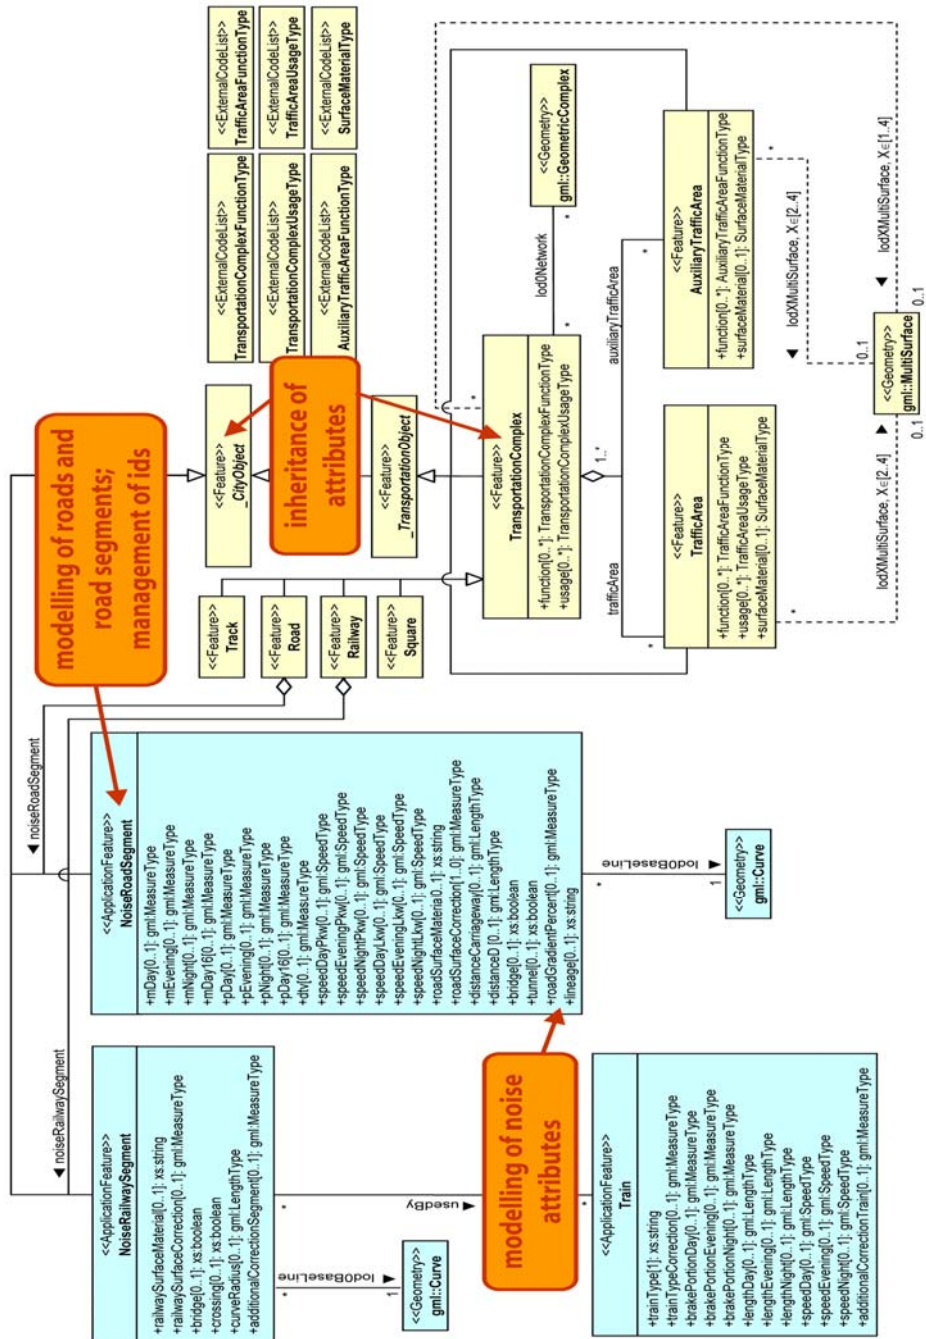 modelling of roads and
road segments;
management of ids
inheritance of
attributes
modelling of noise
attributes
<<ApplicationFeature>>
NoiseRailwaySegment
+railwaySurfaceMaterial[0..1]: xs:string
+railwaySurfaceCorrection[0..1]: gml:MeasureType
+bridge[0..1]: xs:boolean
+crossing[0..1]: xs:boolean
+curveRadius[0..1]: gml:LengthType
+additionalCorrectionSegment[0..1]: gml:MeasureType
◀ noiseRailwaySegment
*
lod0BaseLine
1
<<Geometry>>
gml::Curve
*
usedBy
*
<<ApplicationFeature>>
Train
+trainType[1]: xs:string
+trainTypeCorrection[0..1]: gml:MeasureType
+brakePortionDay[0..1]: gml:MeasureType
+brakePortionEvening[0..1]: gml:MeasureType
+brakePortionNight[0..1]: gml:MeasureType
+lengthDay[0..1]: gml:LengthType
+lengthEvening[0..1]: gml:LengthType
+lengthNight[0..1]: gml:LengthType
+speedDay[0..1]: gml:SpeedType
+speedEvening[0..1]: gml:SpeedType
+speedNight[0..1]: gml:SpeedType
+additionalCorrectionTrain[0..1]: gml:MeasureType
◀ noiseRoadSegment
<<ApplicationFeature>>
NoiseRoadSegment
+mDay[0..1]: gml:MeasureType
+mEvening[0..1]: gml:MeasureType
+mNight[0..1]: gml:MeasureType
+mDay16[0..1]: gml:MeasureType
+pDay[0..1]: gml:MeasureType
+pEvening[0..1]: gml:MeasureType
+pNight[0..1]: gml:MeasureType
+pDay16[0..1]: gml:MeasureType
+dtv[0..1]: gml:MeasureType
+speedDayPkw[0..1]: gml:SpeedType
+speedEveningPkw[0..1]: gml:SpeedType
+speedNightPkw[0..1]: gml:SpeedType
+speedDayLkw[0..1]: gml:SpeedType
+speedEveningLkw[0..1]: gml:SpeedType
+speedNightLkw[0..1]: gml:SpeedType
+roadSurfaceMaterial[0..1]: xs:string
+roadSurfaceCorrection[1..0]: gml:MeasureType
+distanceCarriageway[0..1]: gml:LengthType
+distanceD [0..1]: gml:LengthType
+bridge[0..1]: xs:boolean
+tunnel[0..1]: xs:boolean
+roadGradientPercent[0..1]: gml:MeasureType
+lineage[0..1]: xs:string
*
lod0BaseLine
1
<<Geometry>>
gml::Curve
<<Feature>>
Track
<<Feature>>
Road
<<Feature>>
Railway
<<Feature>>
Square
<<Feature>>
_CityObject
<<Feature>>
_TransportationObject
<<Feature>>
TransportationComplex
+function[0..*]: TransportationComplexFunctionType
+usage[0..*]: TransportationComplexUsageType
*
*
lod0Network
*
<<Geometry>>
gml::GeometricComplex
1..*
trafficArea
*
auxiliaryTrafficArea
*
<<Feature>>
TrafficArea
+function[0..*]: TrafficAreaFunctionType
+usage[0..*]: TrafficAreaUsageType
+surfaceMaterial[0..1]: SurfaceMaterialType
<<Feature>>
AuxiliaryTrafficArea
+function[0..*]: AuxiliaryTrafficAreaFunctionType
+surfaceMaterial[0..1]: SurfaceMaterialType
*
lodXMultiSurface, X∈[2..4] ▶
0..1
*
◀ lodXMultiSurface, X∈[2..4]
0..1
◀ lodXMultiSurface, X∈[1..4]
0..1
<<Geometry>>
gml::MultiSurface
<<ExternalCodeList>>
TransportationComplexFunctionType
<<ExternalCodeList>>
TrafficAreaFunctionType
<<ExternalCodeList>>
TransportationComplexUsageType
<<ExternalCodeList>>
TrafficAreaUsageType
<<ExternalCodeList>>
AuxiliaryTrafficAreaFunctionType
<<ExternalCodeList>>
SurfaceMaterialType